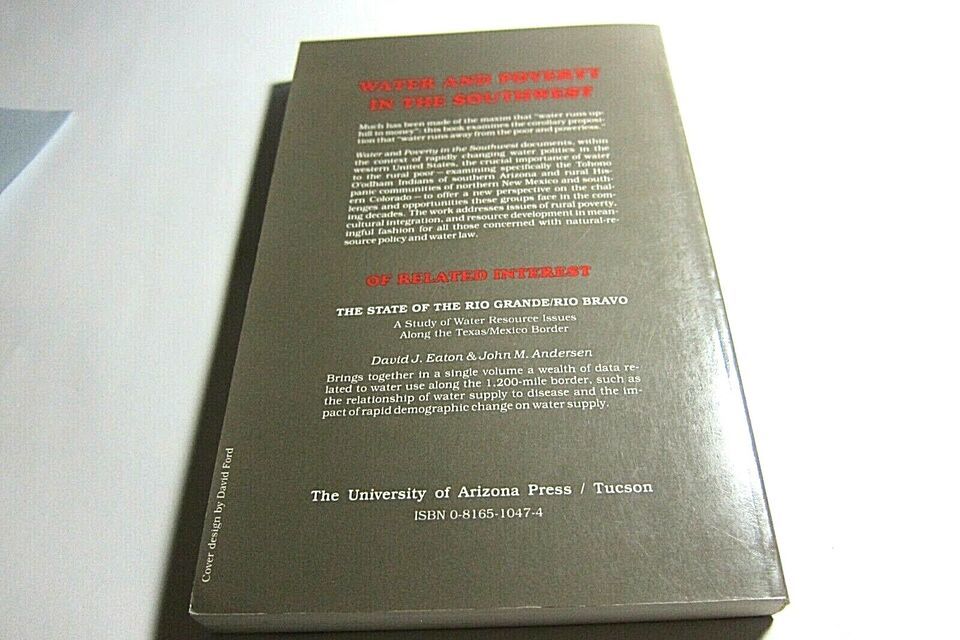 WATER AND POVERTY
IN THE SOUTHWEST
Much has been made of the maxim that "water runs up-
hill to money"; this book examines the corollary proposi-
tion that "water runs away from the poor and powerless."
Water and Poverty in the Southwest documents, within
the context of rapidly changing water politics in the
western United States, the crucial importance of water
to the rural poor—examining specifically the Tohono
O'odham Indians of southern Arizona and rural His-
panic communities of northern New Mexico and south-
ern Colorado—to offer a new perspective on the chal-
lenges and opportunities these groups face in the com-
ing decades. The work addresses issues of rural poverty,
cultural integration, and resource development in mean-
ingful fashion for all those concerned with natural-re-
source policy and water law.
OF RELATED INTEREST
THE STATE OF THE RIO GRANDE/RIO BRAVO
A Study of Water Resource Issues
Along the Texas/Mexico Border
David J. Eaton & John M. Andersen
Brings together in a single volume a wealth of data re-
lated to water use along the 1,200-mile border, such as
the relationship of water supply to disease and the im-
pact of rapid demographic change on water supply.
The University of Arizona Press / Tucson
ISBN 0-8165-1047-4
Cover design by David Ford